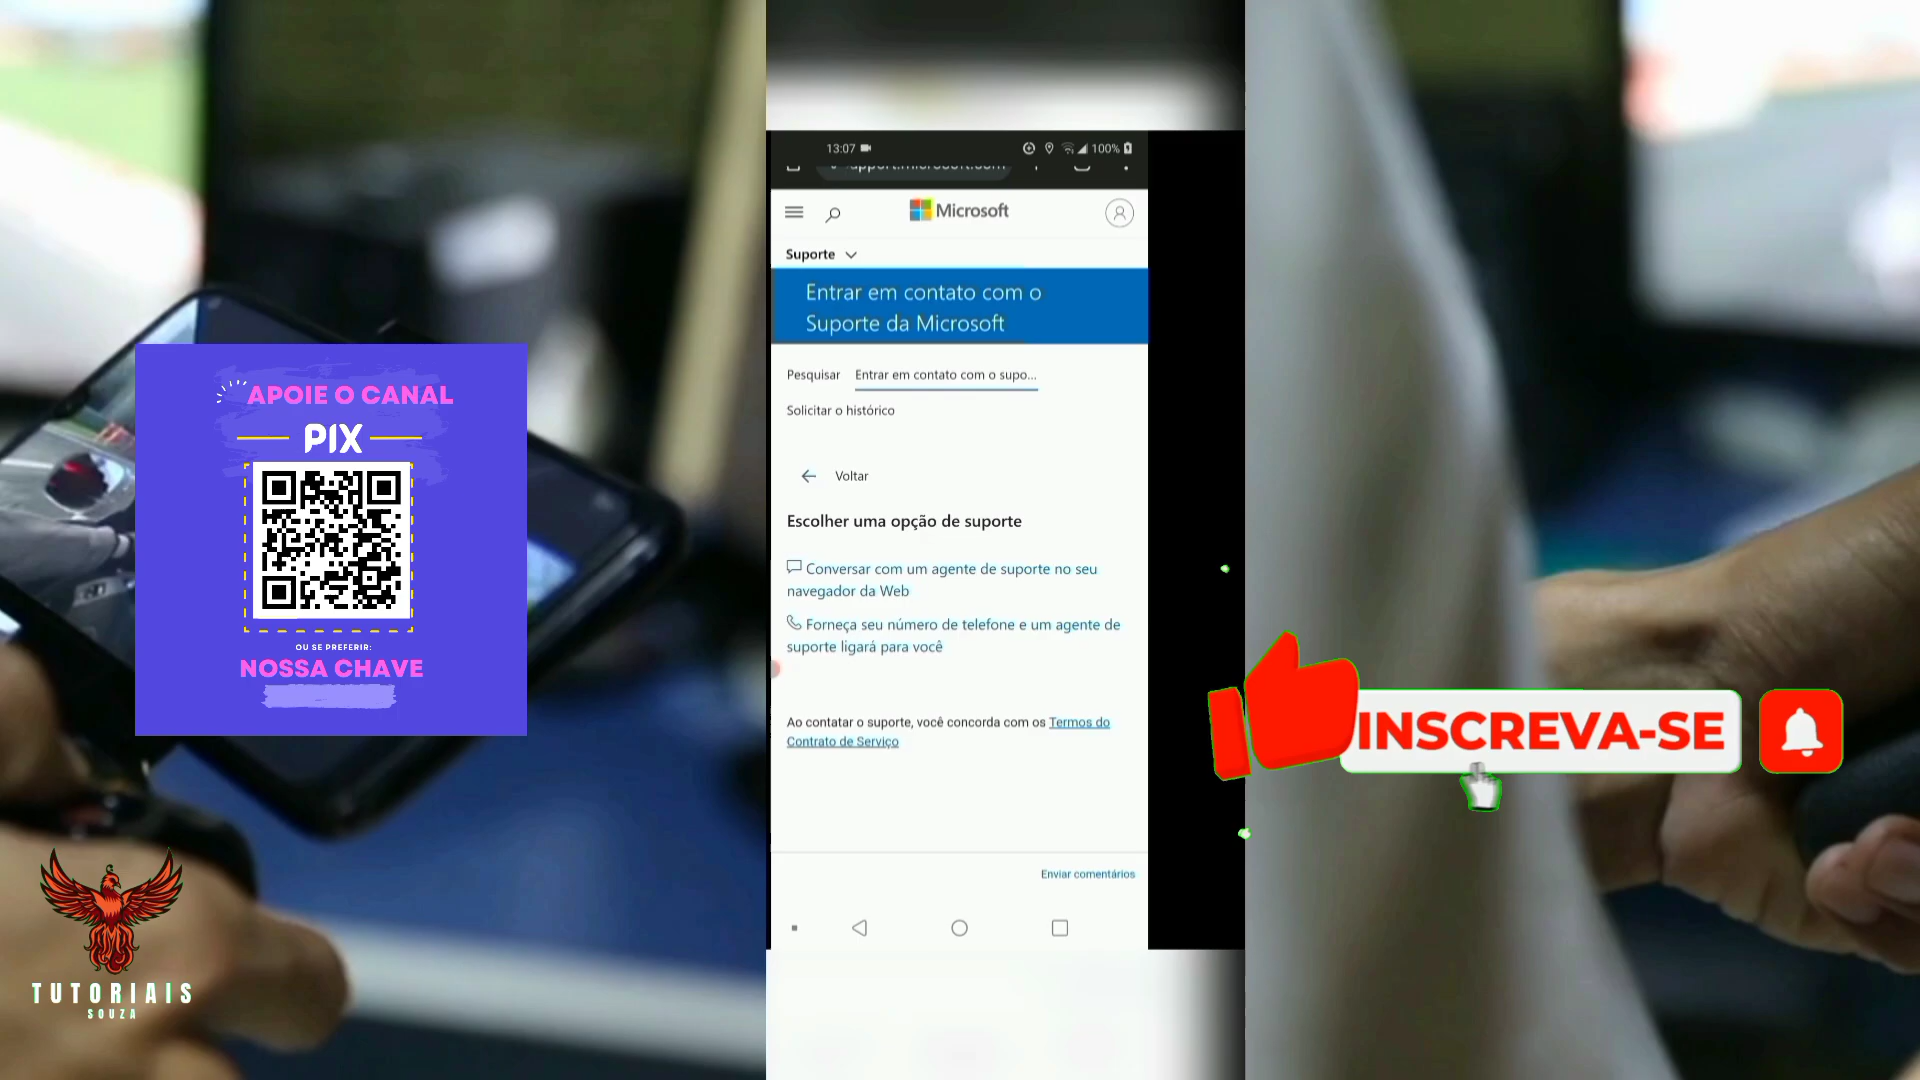 APOIE O CANAL
PIX
OU SE PREFERIR:
NOSSA CHAVE
TUTORIAIS
SOUZA
13:07
100%
Microsoft
Suporte
Entrar em contato com o
Suporte da Microsoft
Pesquisar Entrar em contato com o supo...
Solicitar o histórico
Voltar
Escolher uma opção de suporte
Conversar com um agente de suporte no seu
navegador da Web
Forneça seu número de telefone e um agente de
suporte ligará para você
Ao contatar o suporte, você concorda com os Termos do
Contrato de Serviço
Enviar comentários
INSCREVA-SE